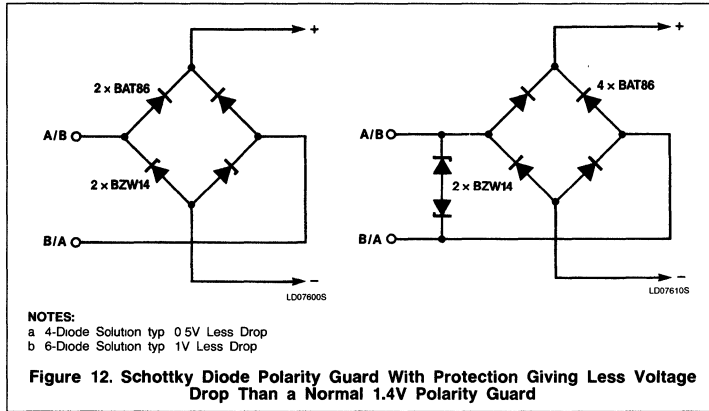 2 × BAT86
A/B
2 × BZW14
B/A
+
−
LD07600S
4 × BAT86
A/B
2 × BZW14
B/A
+
−
LD07610S
NOTES:
a 4-Diode Solution typ 0 5V Less Drop
b 6-Diode Solution typ 1V Less Drop
Figure 12. Schottky Diode Polarity Guard With Protection Giving Less Voltage
Drop Than a Normal 1.4V Polarity Guard